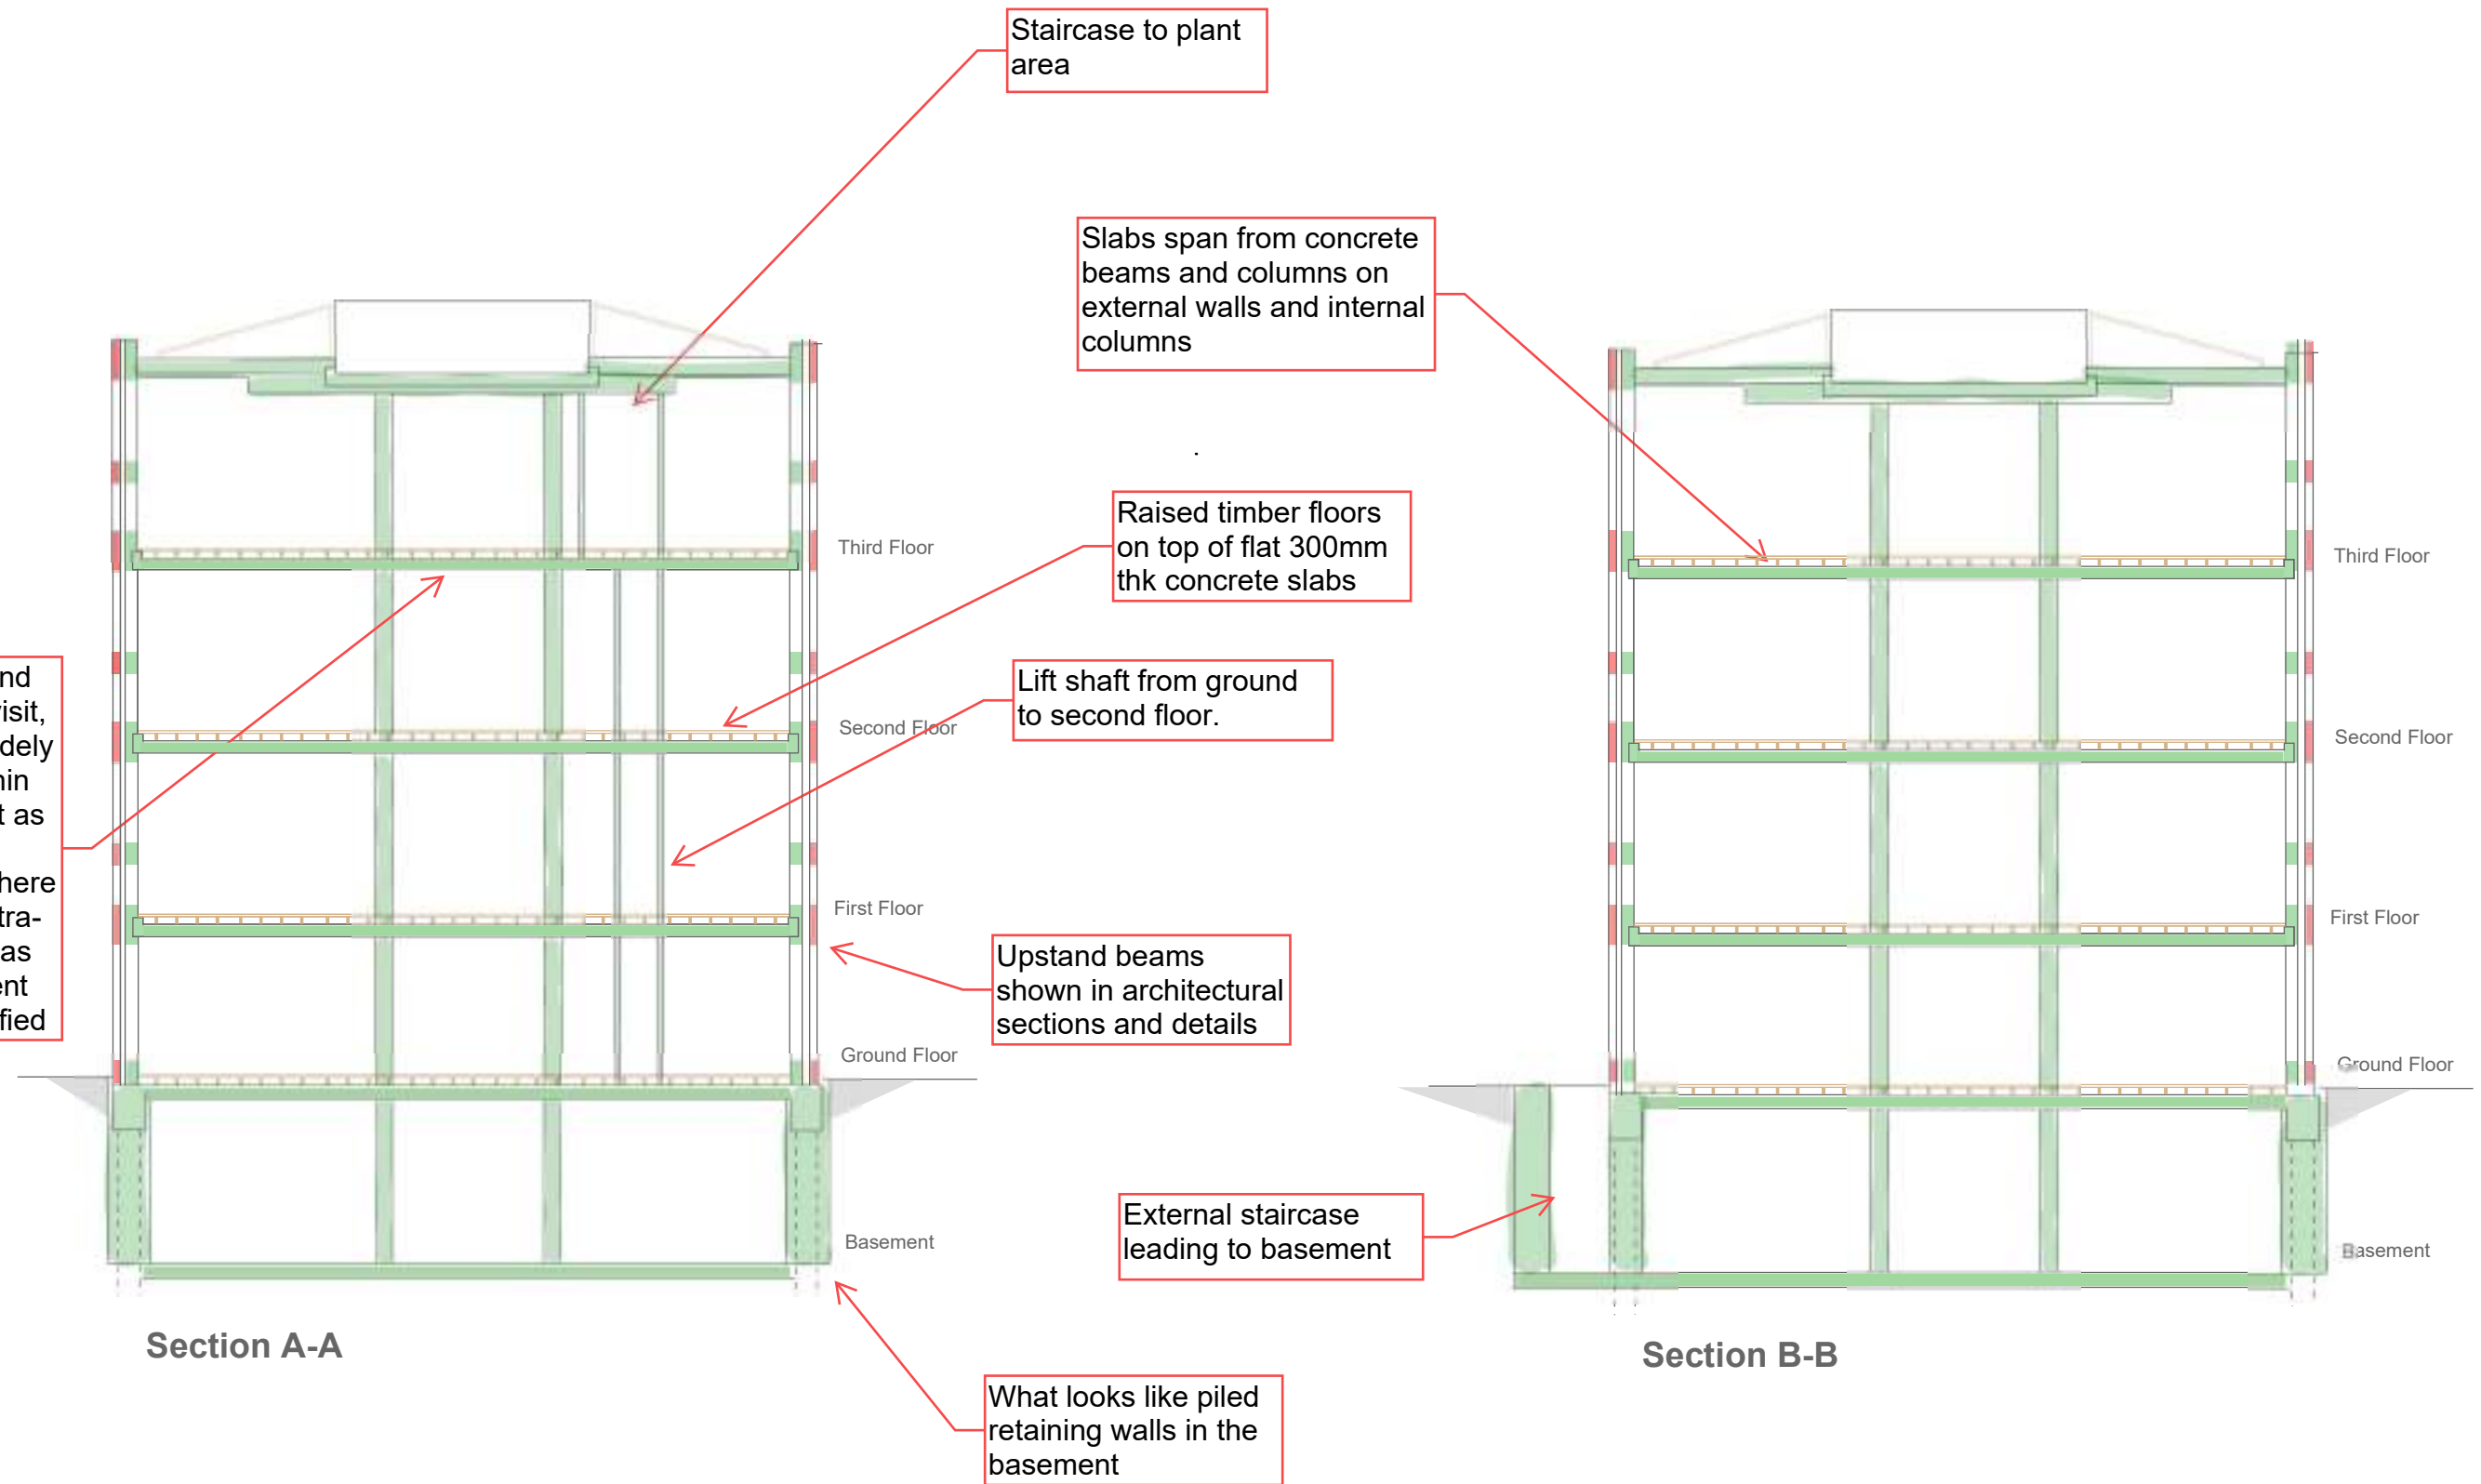 Staircase to plant
area
Slabs span from concrete
beams and columns on
external walls and internal
columns
Raised timber floors
on top of flat 300mm
thk concrete slabs
Lift shaft from ground
to second floor.
Upstand beams
shown in architectural
sections and details
External staircase
leading to basement
What looks like piled
retaining walls in the
basement
nd
visit,
dely
hin
t as
here
tra-
as
ent
fied
Third Floor
Second Floor
First Floor
Ground Floor
Basement
Section A-A
Third Floor
Second Floor
First Floor
Ground Floor
Basement
Section B-B